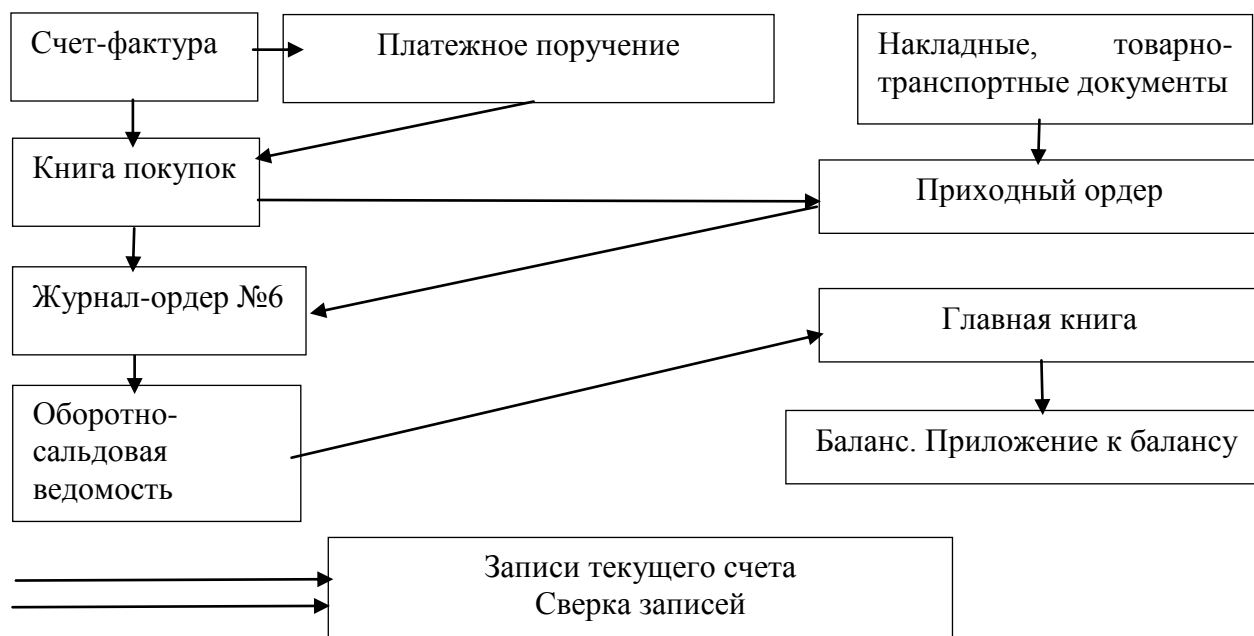 Счет-фактура
Платежное поручение
Накладные, товарно-
транспортные документы
Книга покупок
Приходный ордер
Журнал-ордер №6
Главная книга
Оборотно-
сальдовая
ведомость
Баланс. Приложение к балансу
Записи текущего счета
Сверка записей